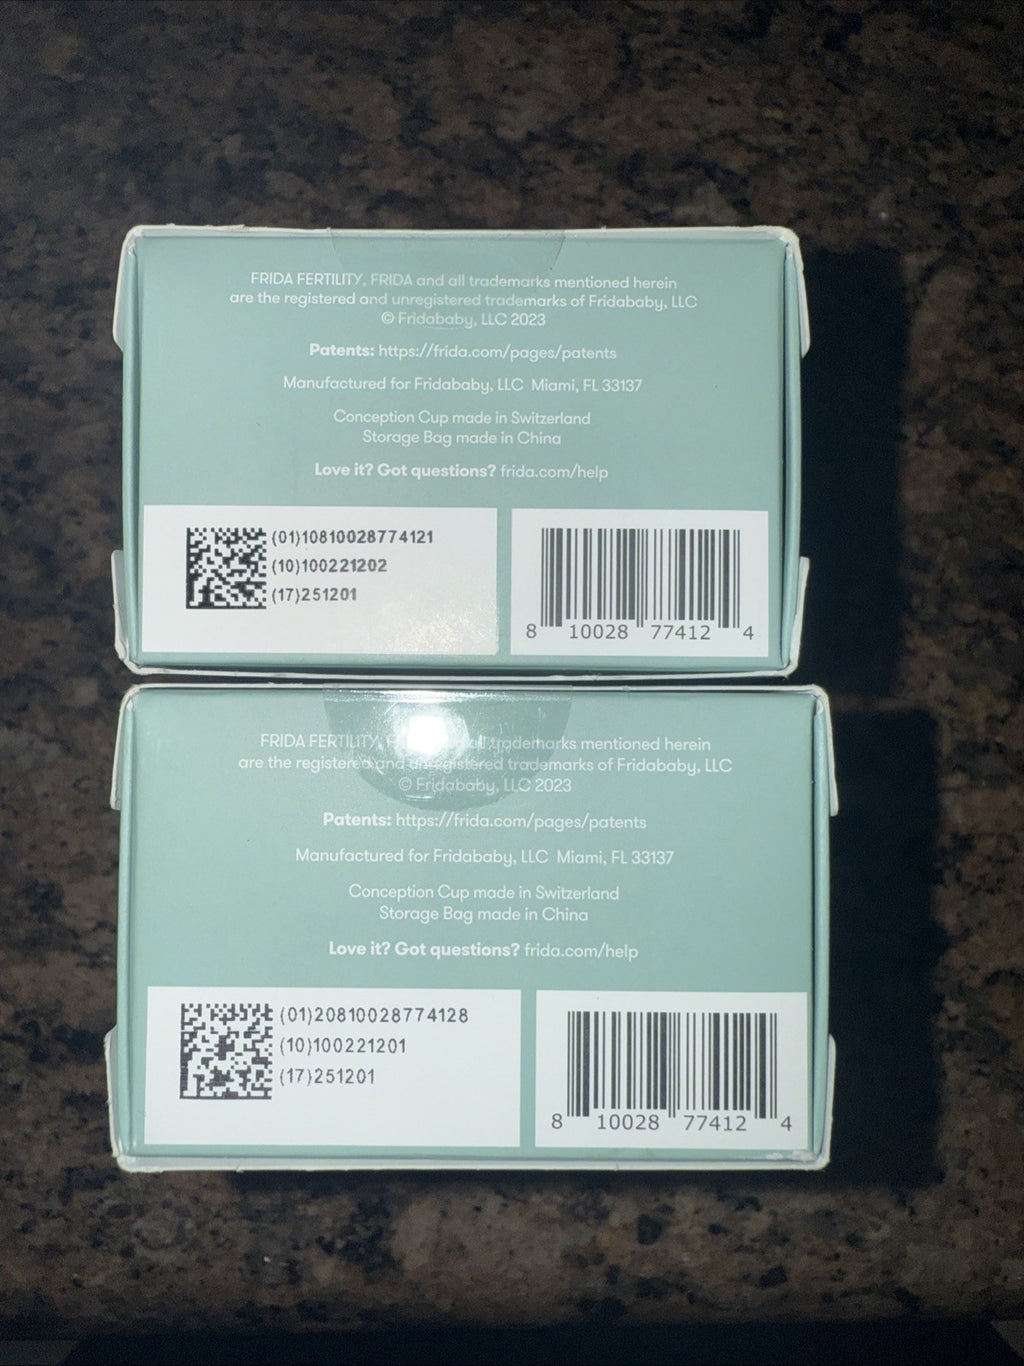 FRIDA FERTILITY, FRIDA and all trademarks mentioned herein
are the registered and unregistered trademarks of Fridababy, LLC
© Fridababy, LLC 2023
Patents: https://frida.com/pages/patents
Manufactured for Fridababy, LLC Miami, FL 33137
Conception Cup made in Switzerland
Storage Bag made in China
Love it? Got questions? frida.com/help
(01)10810028774121
(10)100221202
(17)251201
8 10028 77412 4
FRIDA FERTILITY, all trademarks mentioned herein
are the registered and unregistered trademarks of Fridababy, LLC
© Fridababy, LLC 2023
Patents: https://frida.com/pages/patents
Manufactured for Fridababy, LLC Miami, FL 33137
Conception Cup made in Switzerland
Storage Bag made in China
Love it? Got questions? frida.com/help
(01)20810028774128
(10)100221201
(17)251201
8 10028 77412 4